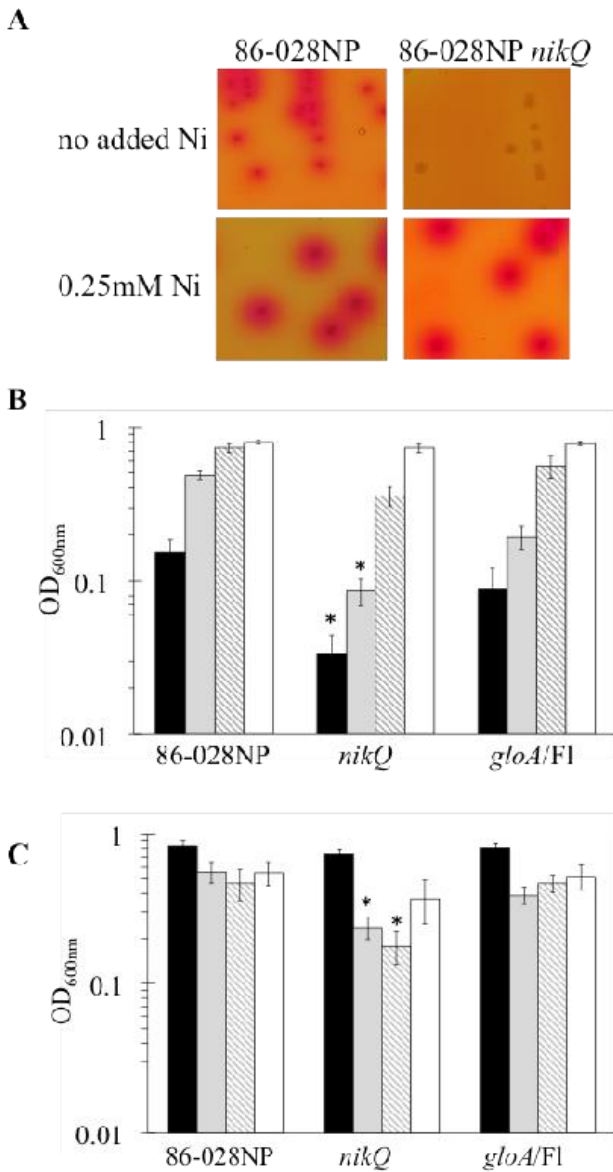 A
86-028NP 86-028NP nikQ
no added Ni
0.25mM Ni
B
1
0.1
0.01
OD600nm
* *
86-028NP nikQ gloA/Fl
C
1
0.1
0.01
OD600nm
* *
86-028NP nikQ gloA/Fl